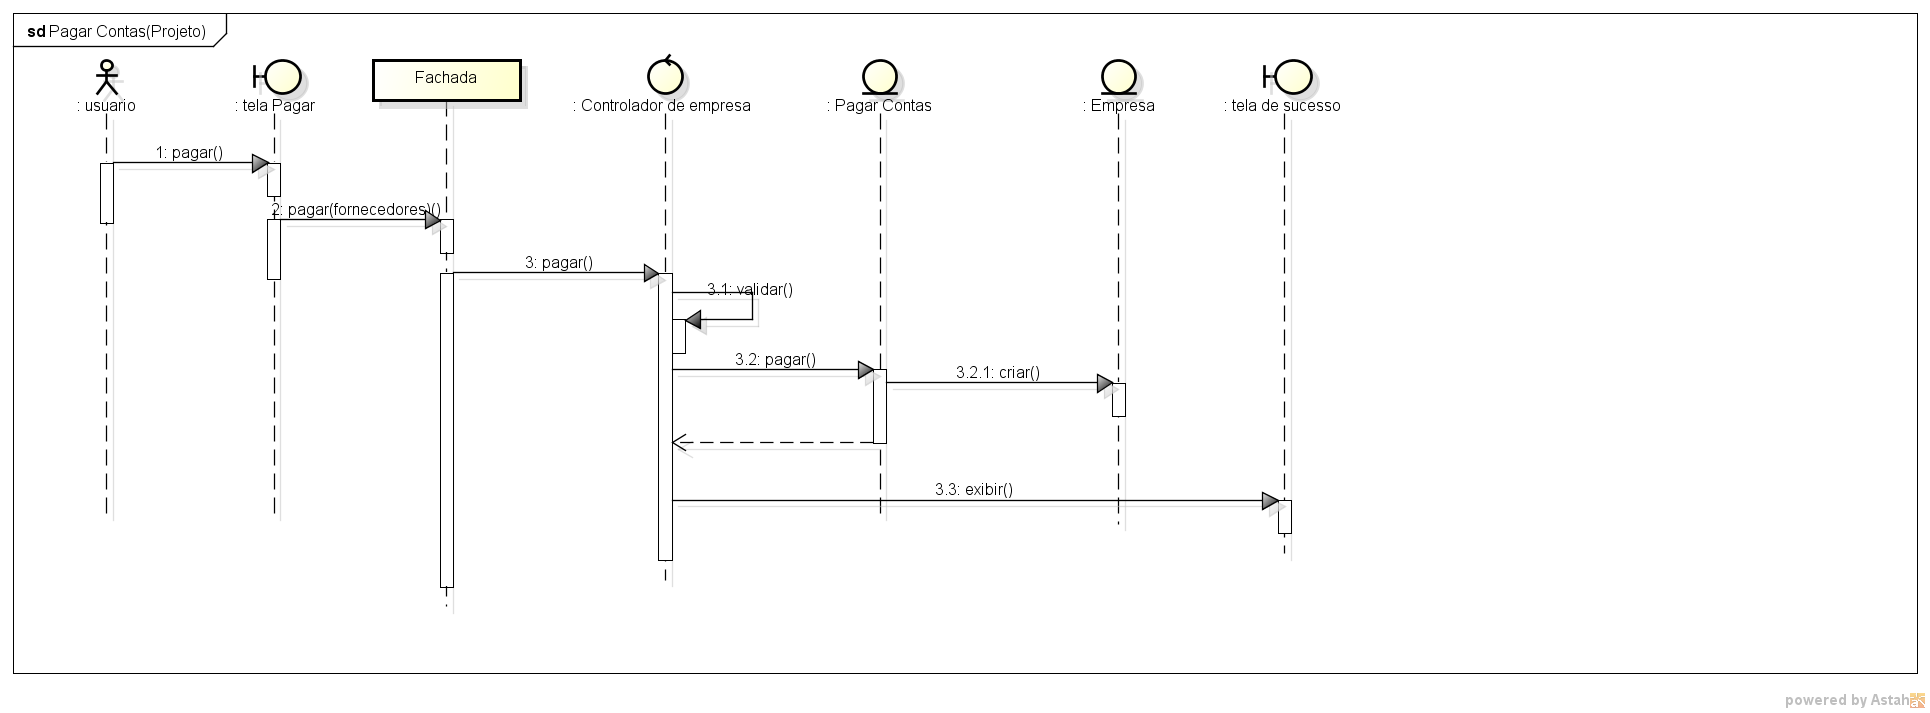 sd Pagar Contas(Projeto)
: usuario
: tela Pagar
Fachada
: Controlador de empresa
: Pagar Contas
: Empresa
: tela de sucesso
1: pagar()
2: pagar(fornecedores)()
3: pagar()
3.1: validar()
3.2: pagar()
3.2.1: criar()
3.3: exibir()
powered by Astah